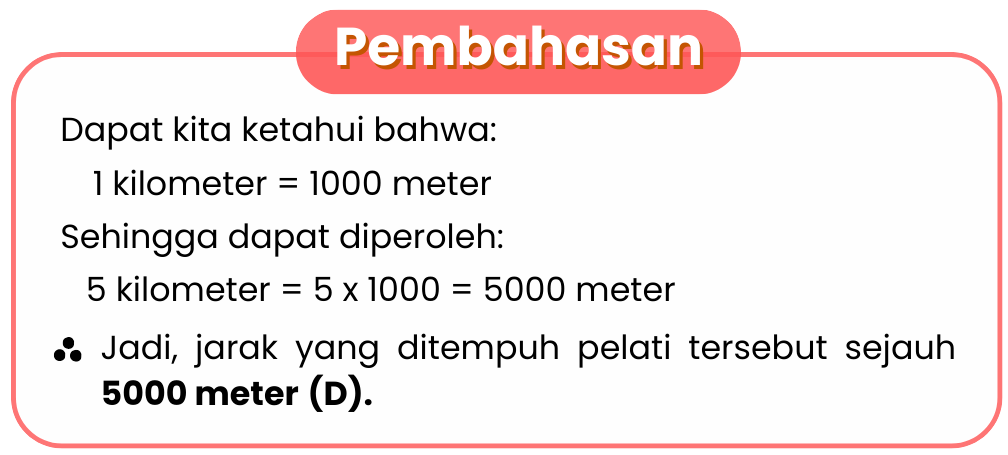 Pembahasan
Dapat kita ketahui bahwa:
1 kilometer = 1000 meter
Sehingga dapat diperoleh:
5 kilometer = 5 x 1000 = 5000 meter
∴ Jadi, jarak yang ditempuh pelati tersebut sejauh
5000 meter (D).